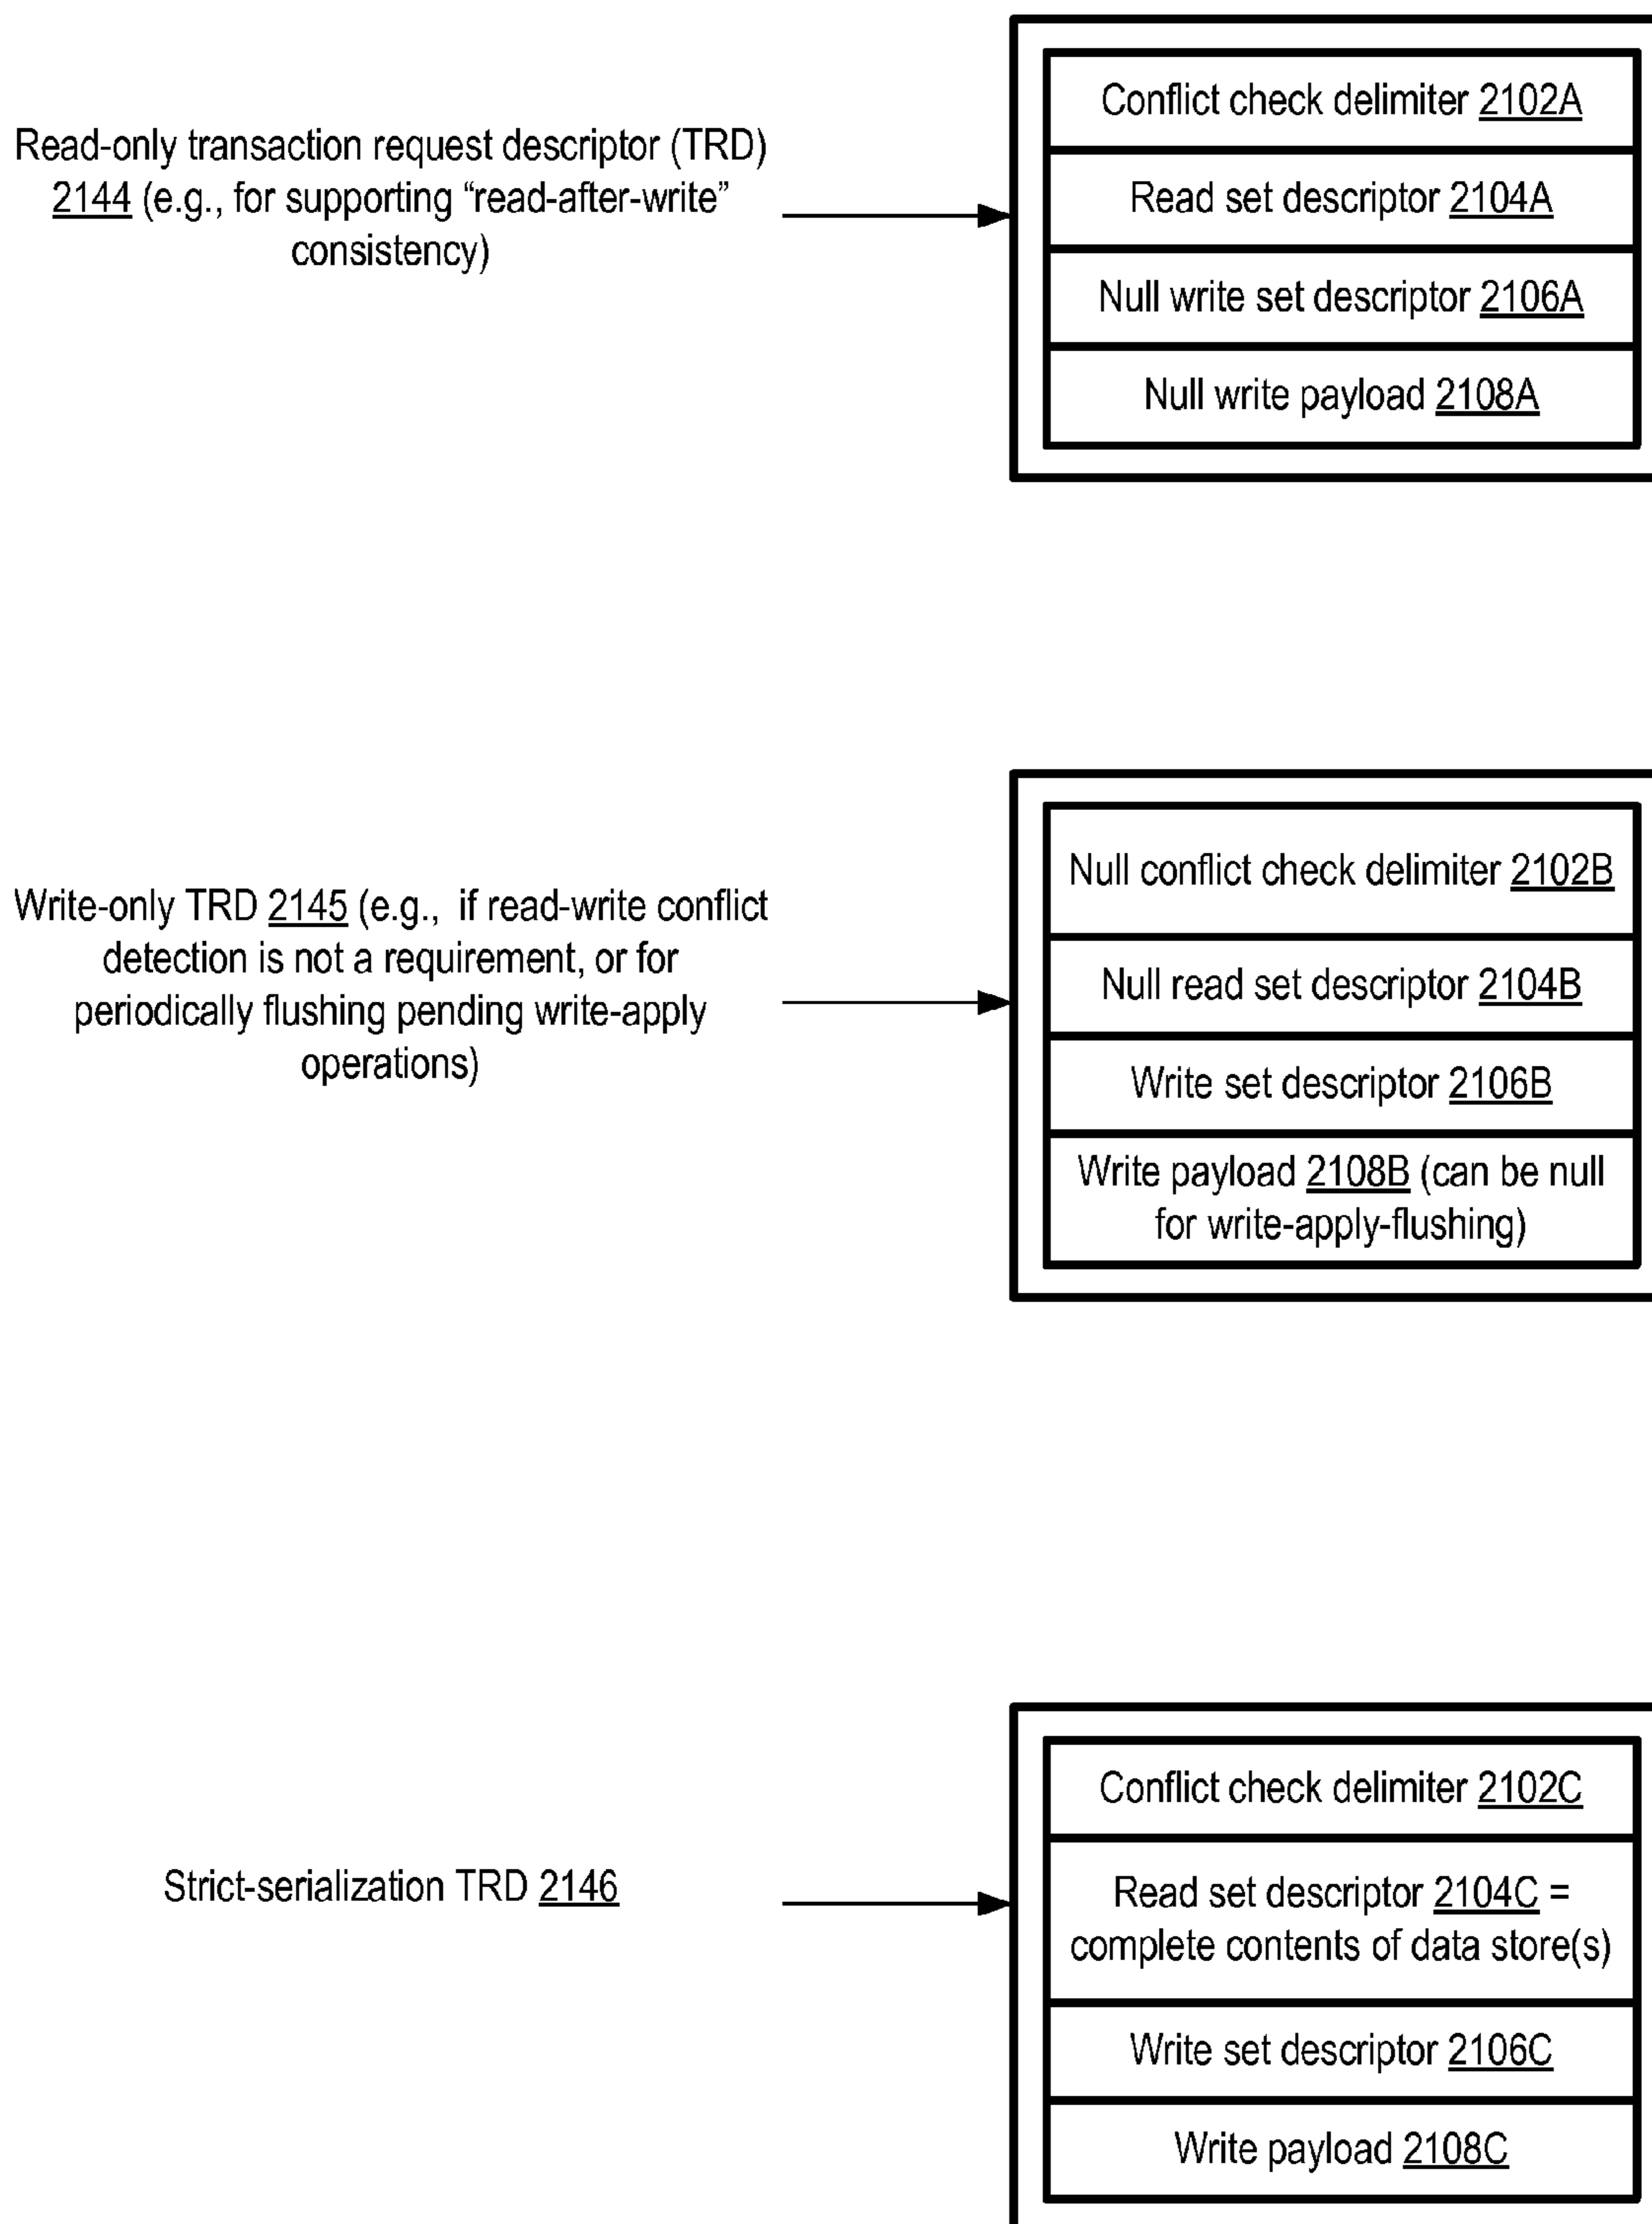 Conflict check delimiter 2102A
Read-only transaction request descriptor (TRD)
2144 (e.g., for supporting “read-after-write”
consistency)
Read set descriptor 2104A
Null write set descriptor 2106A
Null write payload 2108A
Null conflict check delimiter 2102B
Write-only TRD 2145 (e.g., if read-write conflict
detection is not a requirement, or for
periodically flushing pending write-apply
operations)
Null read set descriptor 2104B
Write set descriptor 2106B
Write payload 2108B (can be null
for write-apply-flushing)
Conflict check delimiter 2102C
Strict-serialization TRD 2146
Read set descriptor 2104C =
complete contents of data store(s)
Write set descriptor 2106C
Write payload 2108C